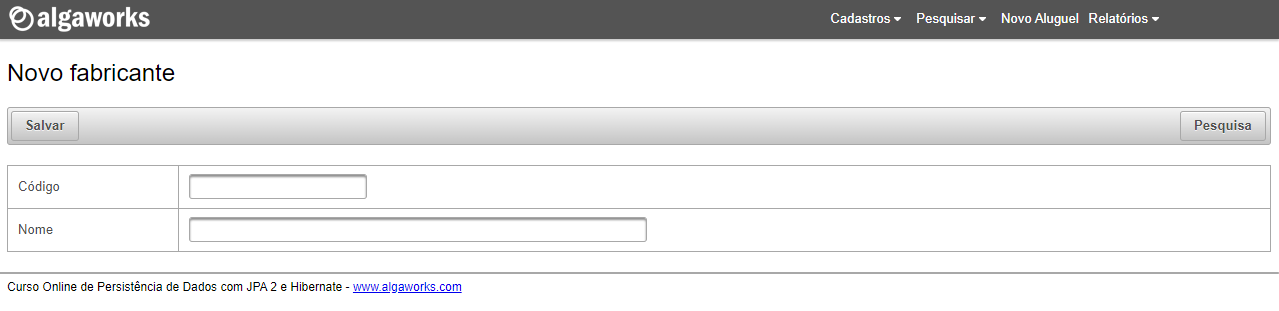 algaworks
Cadastros Pesquisar Novo Aluguel Relatórios
Novo fabricante
Salvar Pesquisa
Código
Nome
Curso Online de Persistência de Dados com JPA 2 e Hibernate - www.algaworks.com